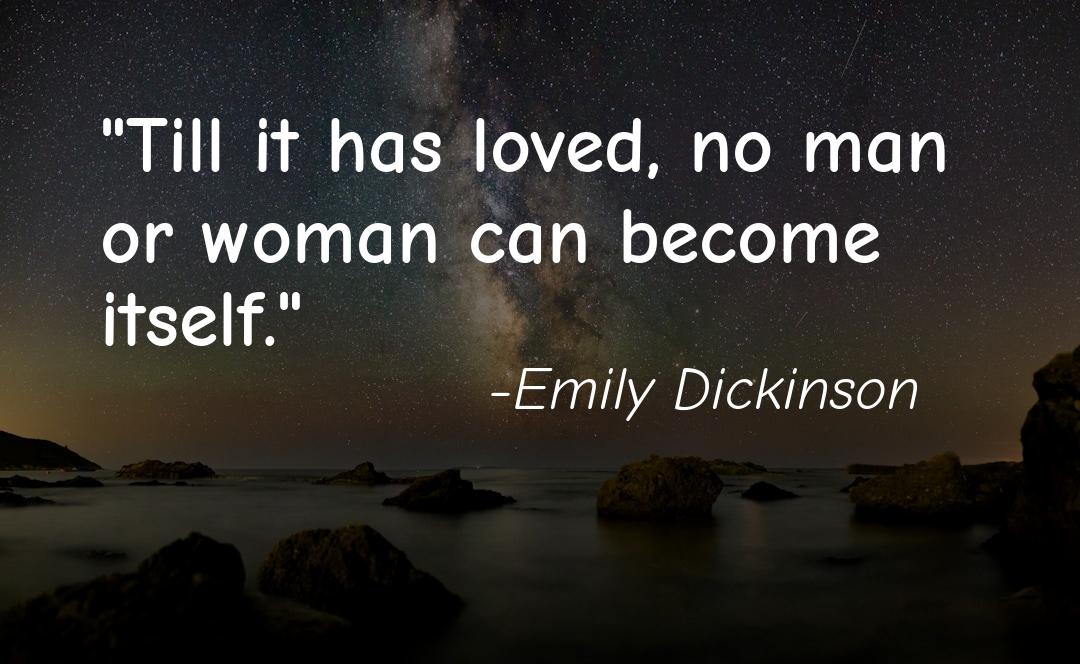 "Till it has loved, no man
or woman can become
itself."
-Emily Dickinson